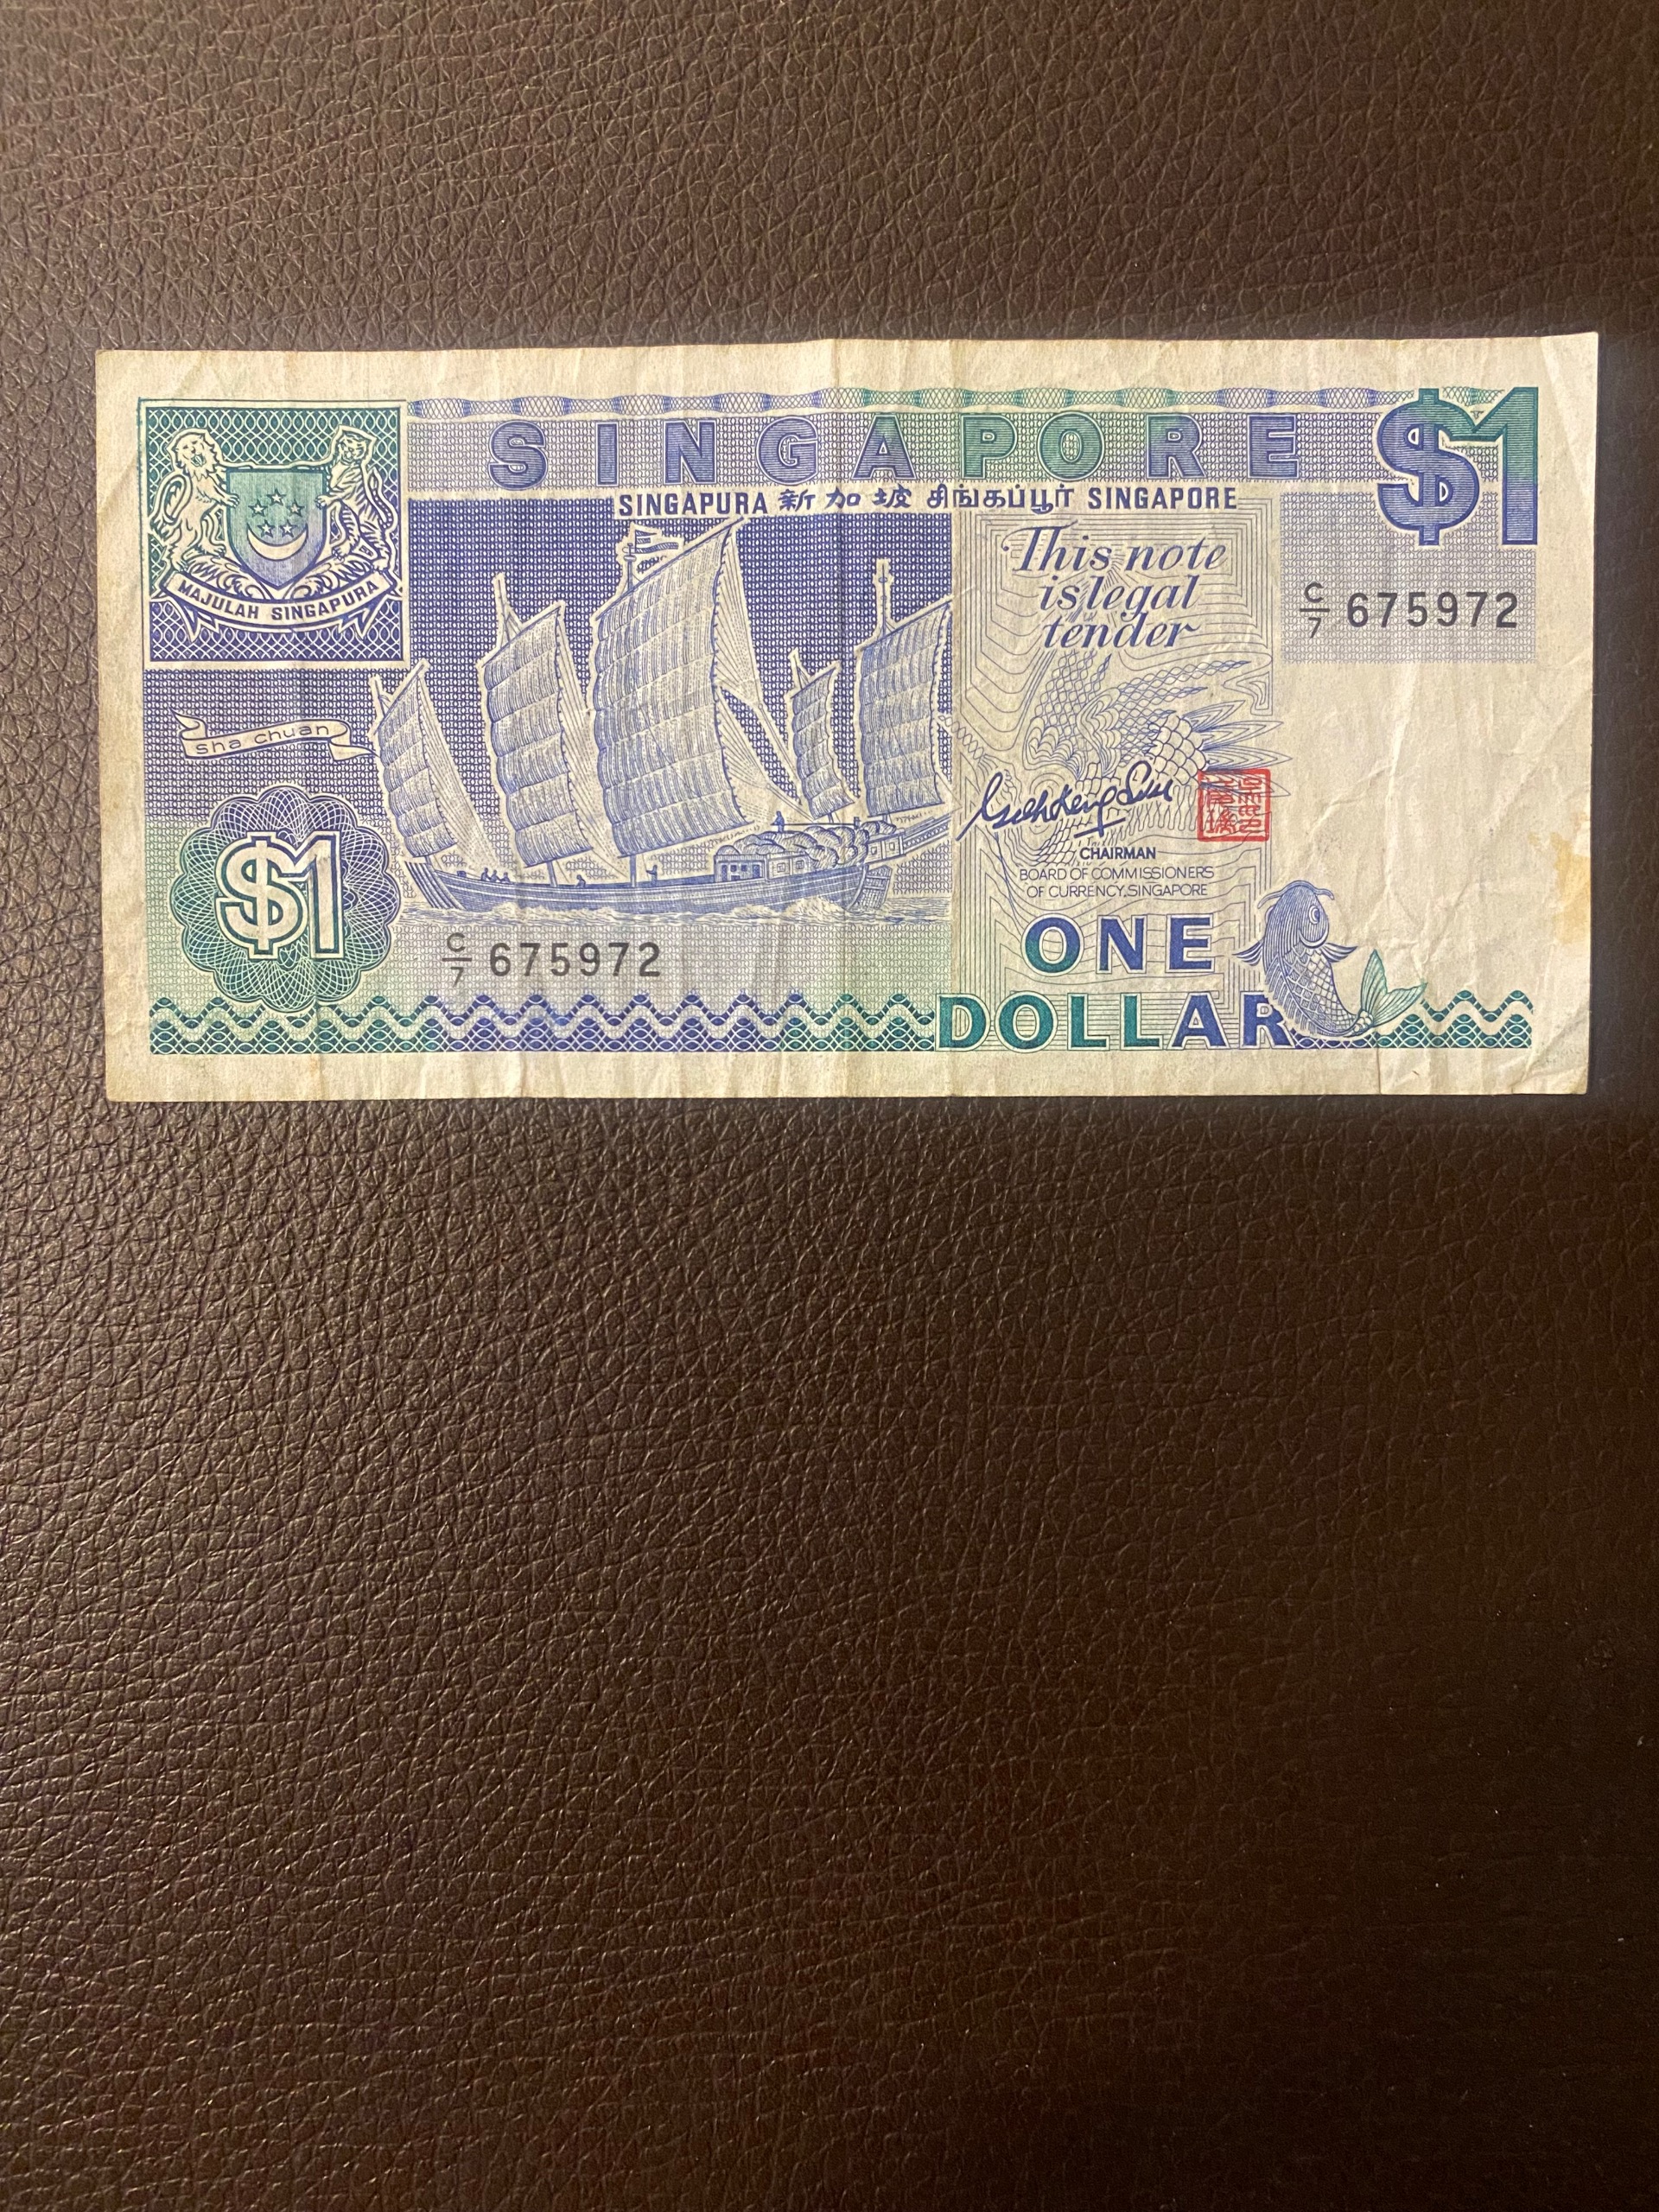 SINGAPORE
$1
SINGAPURA 新加坡 சிங்கப்பூர் SINGAPORE
MAJULAH SINGAPURA
This note
is legal
tender
C/7 675972
sha chuan
CHAIRMAN
BOARD OF COMMISSIONERS
OF CURRENCY, SINGAPORE
$1
C/7 675972
ONE
DOLLAR